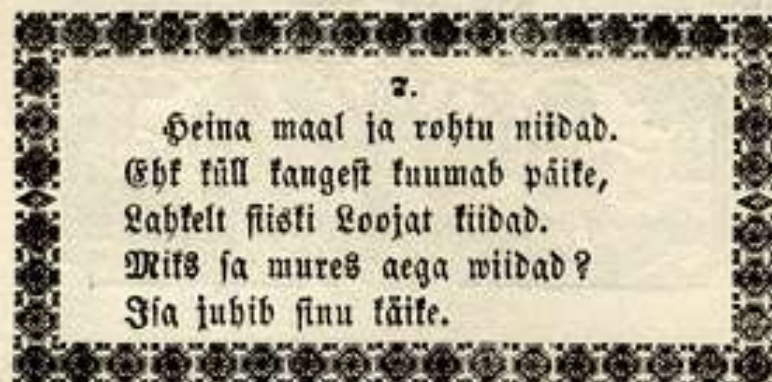 7.
Heina maal ja rohtu niidad.
Ehk küll kangest kuumab päike,
Lahkelt siiski Loojat kiidad.
Miks sa mures aega wiidad?
Isa juhib sinu käike.